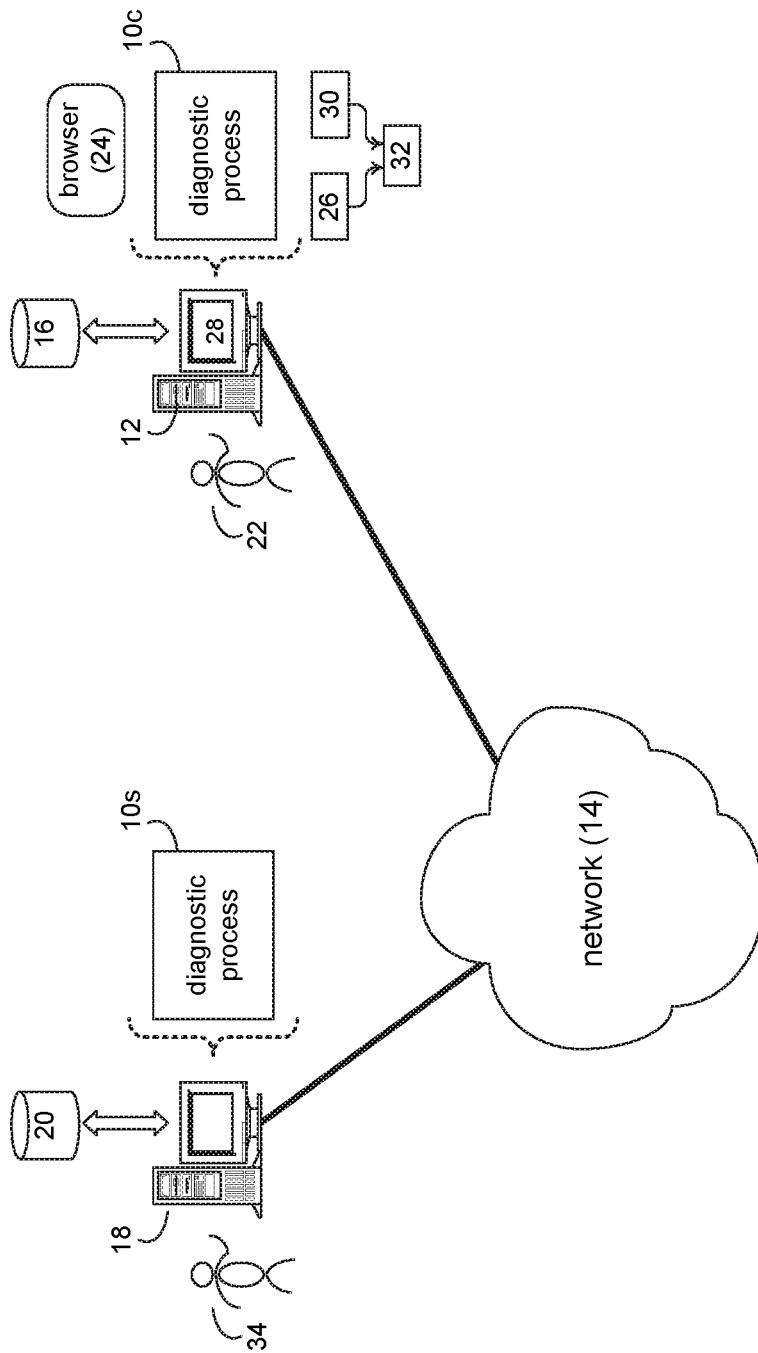 20
16
browser
(24)
18
10s
12
10c
diagnostic
process
28
diagnostic
process
34
22
26
30
32
network (14)